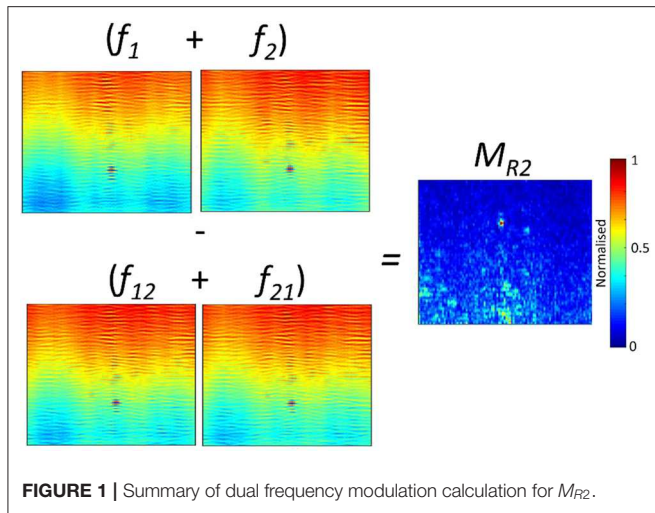 (f1 + f2)
-
(f12 + f21)
=
MR2
1
0.5
0
Normalised
FIGURE 1 | Summary of dual frequency modulation calculation for MR2.